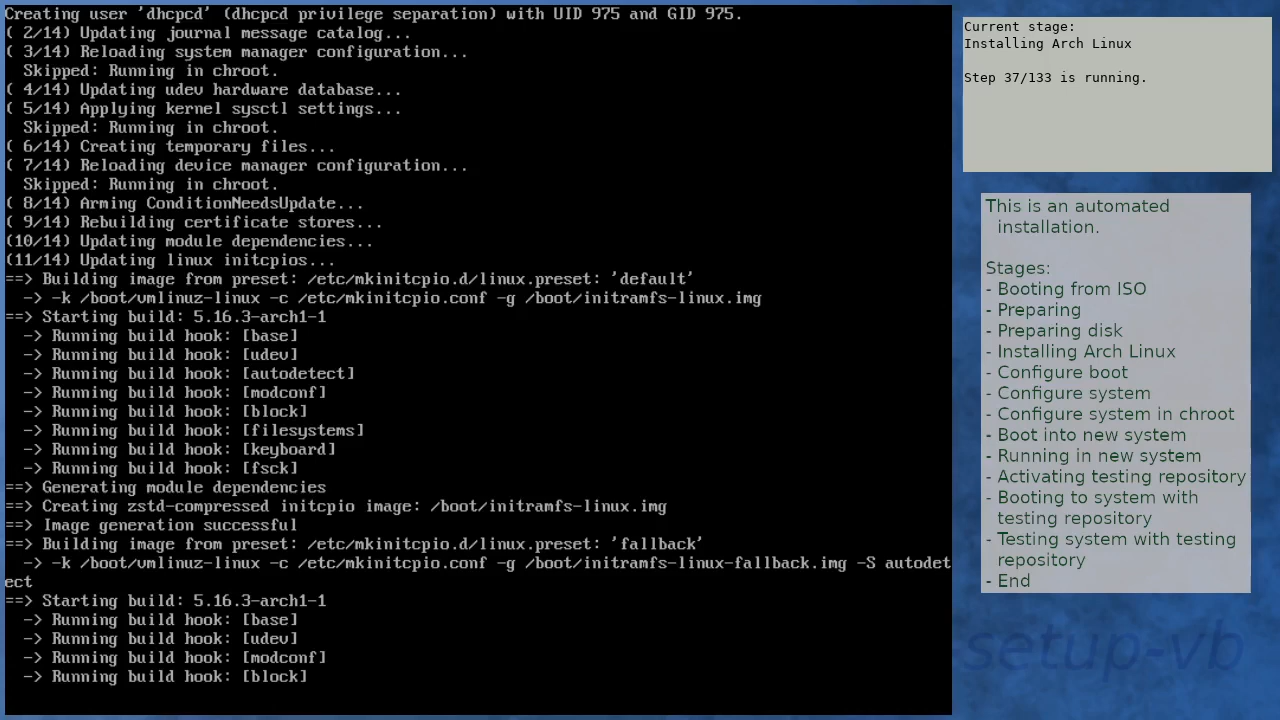 Creating user 'dhcpcd' (dhcpcd privilege separation) with UID 975 and GID 975.
( 2/14) Updating journal message catalog...
( 3/14) Reloading system manager configuration...
  Skipped: Running in chroot.
( 4/14) Updating udev hardware database...
( 5/14) Applying kernel sysctl settings...
  Skipped: Running in chroot.
( 6/14) Creating temporary files...
( 7/14) Reloading device manager configuration...
  Skipped: Running in chroot.
( 8/14) Arming ConditionNeedsUpdate...
( 9/14) Rebuilding certificate stores...
(10/14) Updating module dependencies...
(11/14) Updating linux initcpios...
==> Building image from preset: /etc/mkinitcpio.d/linux.preset: 'default'
  -> -k /boot/vmlinuz-linux -c /etc/mkinitcpio.conf -g /boot/initramfs-linux.img
==> Starting build: 5.16.3-arch1-1
  -> Running build hook: [base]
  -> Running build hook: [udev]
  -> Running build hook: [autodetect]
  -> Running build hook: [modconf]
  -> Running build hook: [block]
  -> Running build hook: [filesystems]
  -> Running build hook: [keyboard]
  -> Running build hook: [fsck]
==> Generating module dependencies
==> Creating zstd-compressed initcpio image: /boot/initramfs-linux.img
==> Image generation successful
==> Building image from preset: /etc/mkinitcpio.d/linux.preset: 'fallback'
  -> -k /boot/vmlinuz-linux -c /etc/mkinitcpio.conf -g /boot/initramfs-linux-fallback.img -S autodet
ect
==> Starting build: 5.16.3-arch1-1
  -> Running build hook: [base]
  -> Running build hook: [udev]
  -> Running build hook: [modconf]
  -> Running build hook: [block]
Current stage:
Installing Arch Linux
Step 37/133 is running.
This is an automated
installation.
Stages:
- Booting from ISO
- Preparing
- Preparing disk
- Installing Arch Linux
- Configure boot
- Configure system
- Configure system in chroot
- Boot into new system
- Running in new system
- Activating testing repository
- Booting to system with
testing repository
- Testing system with testing
repository
- End
setup-vb